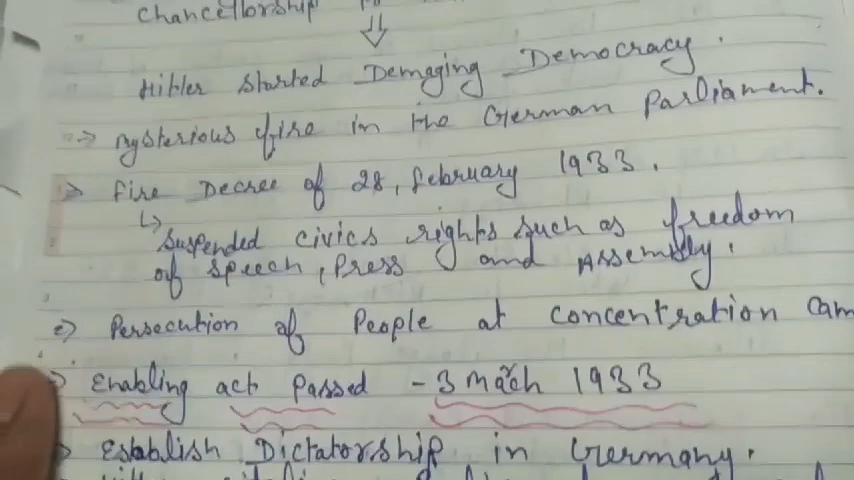 Chancellorship
⇓
Hitler started Demaging Democracy.
→ Mysterious fire in the German Parliament.
→ Fire Decree of 28, February 1933.
↳ Suspended civics rights such as freedom
of speech, Press and Assembly.
→ Persecution of People at concentration Cam
→ Enabling act Passed - 3 March 1933
→ Establish Dictatorship in Germany.